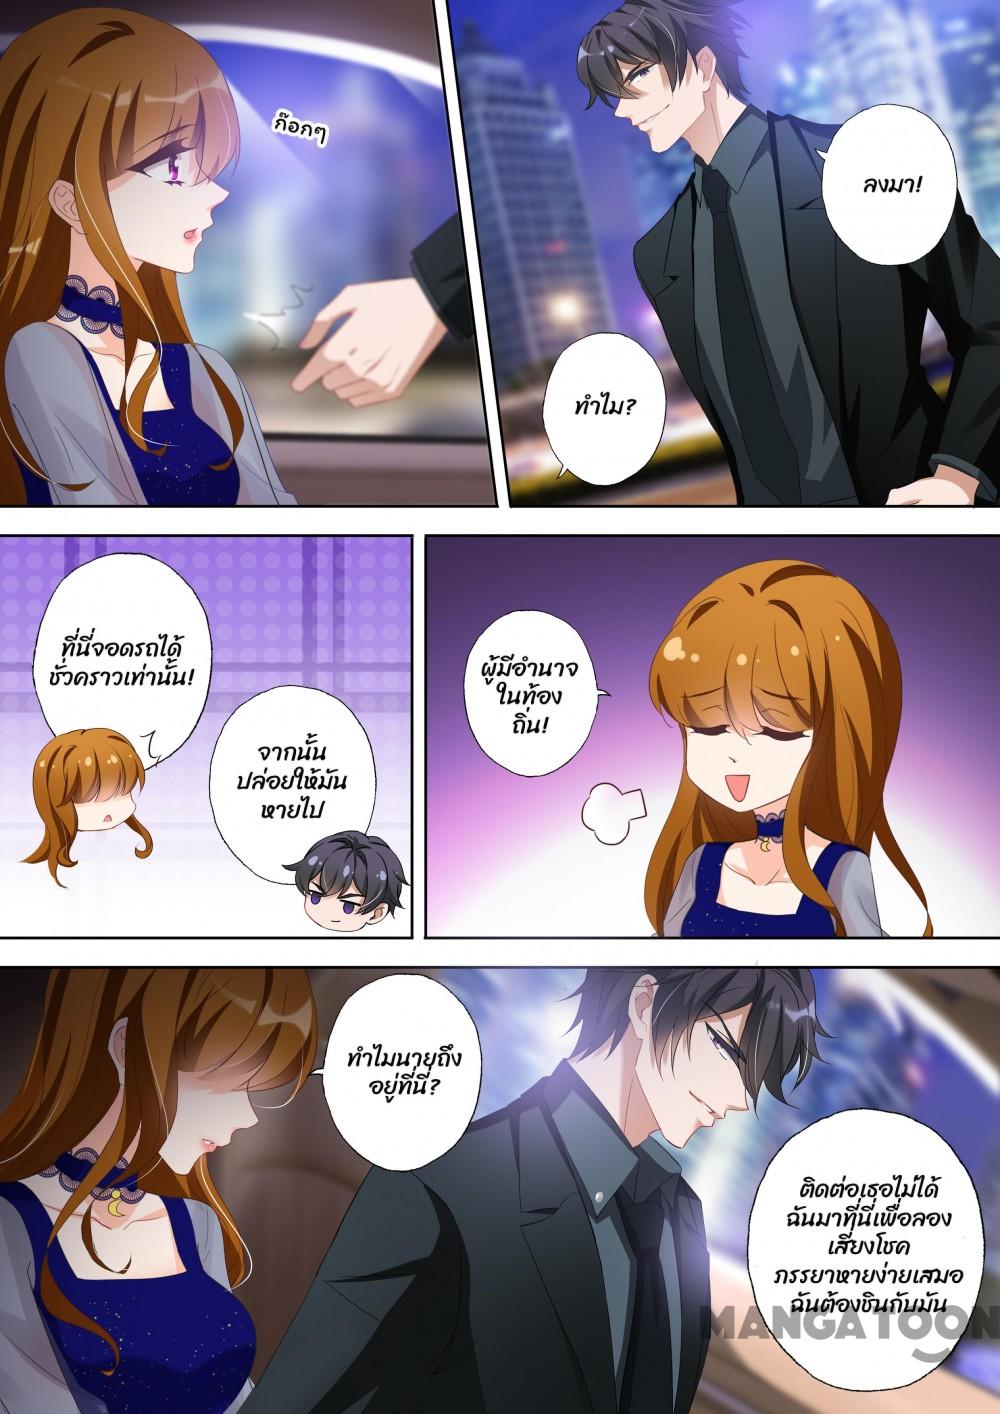 ก๊อกๆ
ลงมา!
ทำไม?
ที่นี่จอดรถได้
ชั่วคราวเท่านั้น!
จากนั้น
ปล่อยให้มัน
หายไป
ผู้มีอำนาจ
ในท้อง
ถิ่น!
ทำไมนายถึง
อยู่ที่นี่?
ติดต่อเธอไม่ได้
ฉันมาที่นี่เพื่อลอง
เสี่ยงโชค
ภรรยาหายง่ายเสมอ
ฉันต้องชินกับมัน
MANGATOON